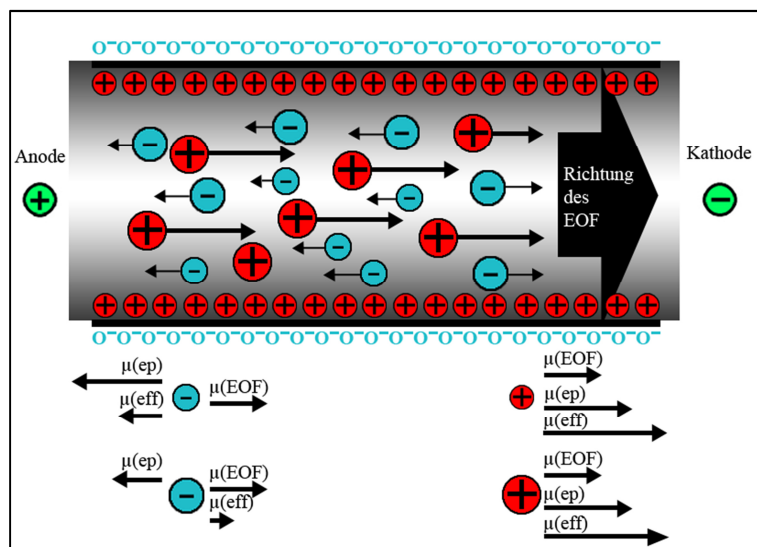 O⁻O⁻O⁻O⁻O⁻O⁻O⁻O⁻O⁻O⁻O⁻O⁻O⁻O⁻O⁻O⁻O⁻O⁻O⁻
+ + + + + + + + + + + + + + + + + + +
Anode
+
Richtung
des
EOF
Kathode
−
+ + + + + + + + + + + + + + + + + + +
O⁻O⁻O⁻O⁻O⁻O⁻O⁻O⁻O⁻O⁻O⁻O⁻O⁻O⁻O⁻O⁻O⁻O⁻O⁻
µ(ep)
µ(eff)
−
µ(EOF)
µ(ep)
−
µ(EOF)
µ(eff)
+
µ(EOF)
µ(ep)
µ(eff)
+
µ(EOF)
µ(ep)
µ(eff)